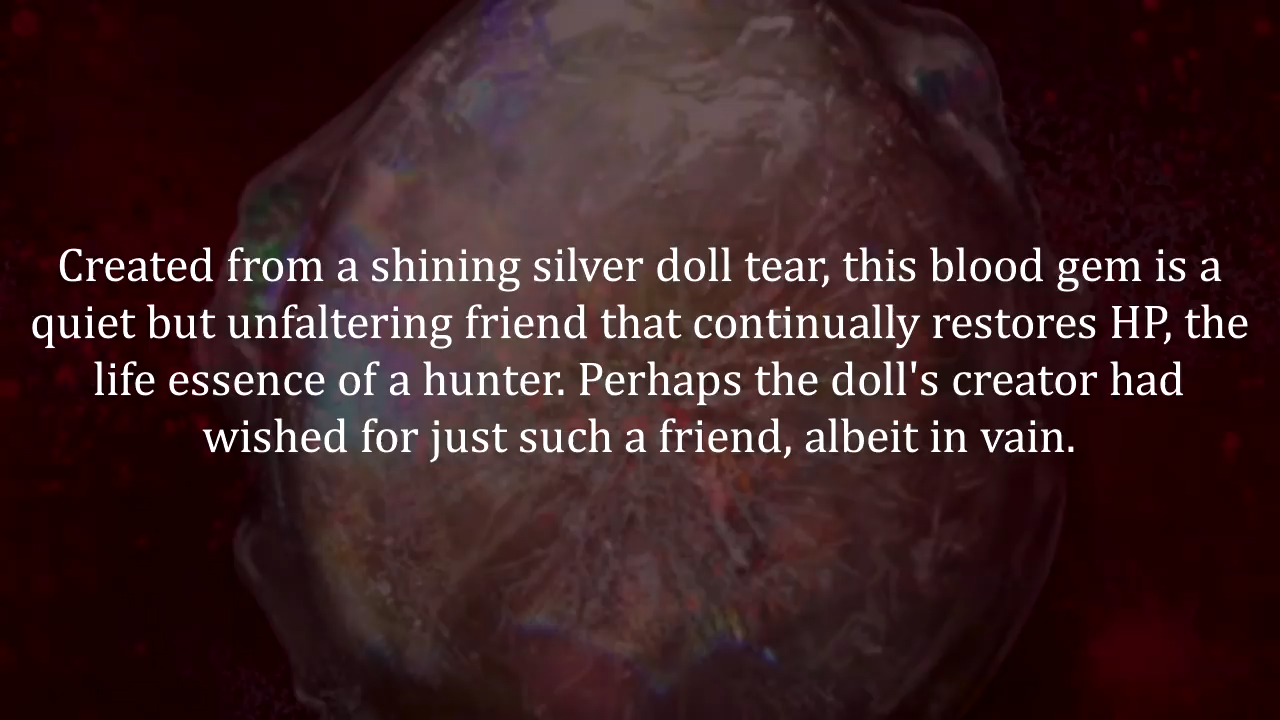 Created from a shining silver doll tear, this blood gem is a
quiet but unfaltering friend that continually restores HP, the
life essence of a hunter. Perhaps the doll's creator had
wished for just such a friend, albeit in vain.